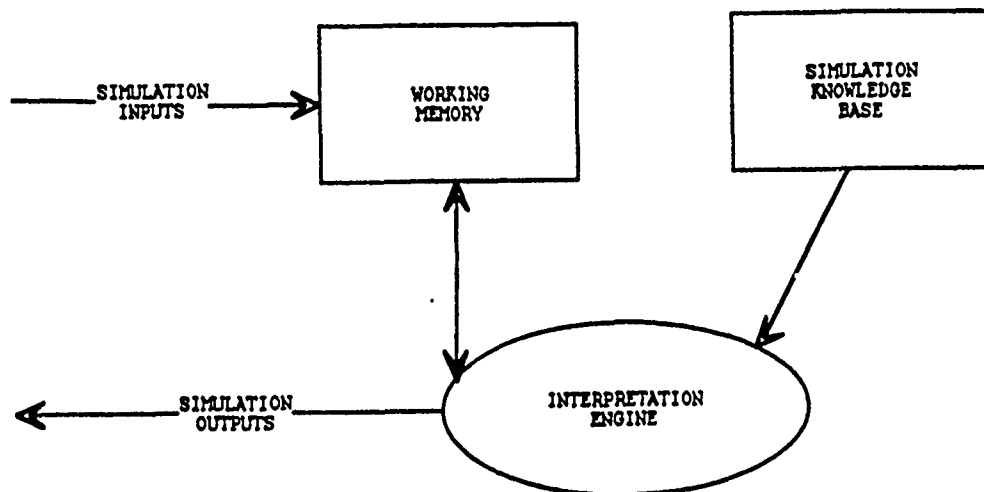 SIMULATION
INPUTS
WORKING
MEMORY
SIMULATION
KNOWLEDGE
BASE
SIMULATION
OUTPUTS
INTERPRETATION
ENGINE